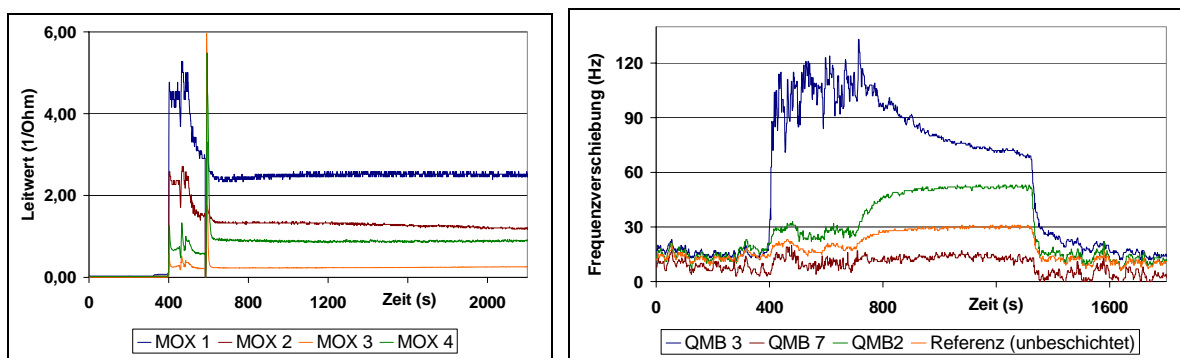 6,00
4,00
2,00
0,00
Leitwert (1/Ohm)
0
400
800
1200
Zeit (s)
2000
MOX 1
MOX 2
MOX 3
MOX 4
120
90
60
30
0
Frequenzverschiebung (Hz)
0
400
800
Zeit (s)
1600
QMB 3
QMB 7
QMB2
Referenz (unbeschichtet)